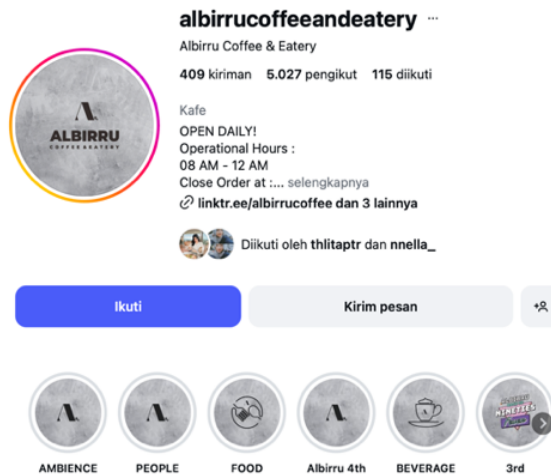 albirrucoffeeandeatery ...
Albirru Coffee & Eatery
409 kiriman 5.027 pengikut 115 diikuti
Kafe
OPEN DAILY!
Operational Hours :
08 AM - 12 AM
Close Order at :... selengkapnya
linktr.ee/albirrucoffee dan 3 lainnya
ALBIRRU
COFFEE & EATERY
Diikuti oleh thlitaptr dan nnella_
Ikuti
Kirim pesan
ALBIRRU
NINETIES
AMBIENCE
PEOPLE
FOOD
Albirru 4th
BEVERAGE
3rd